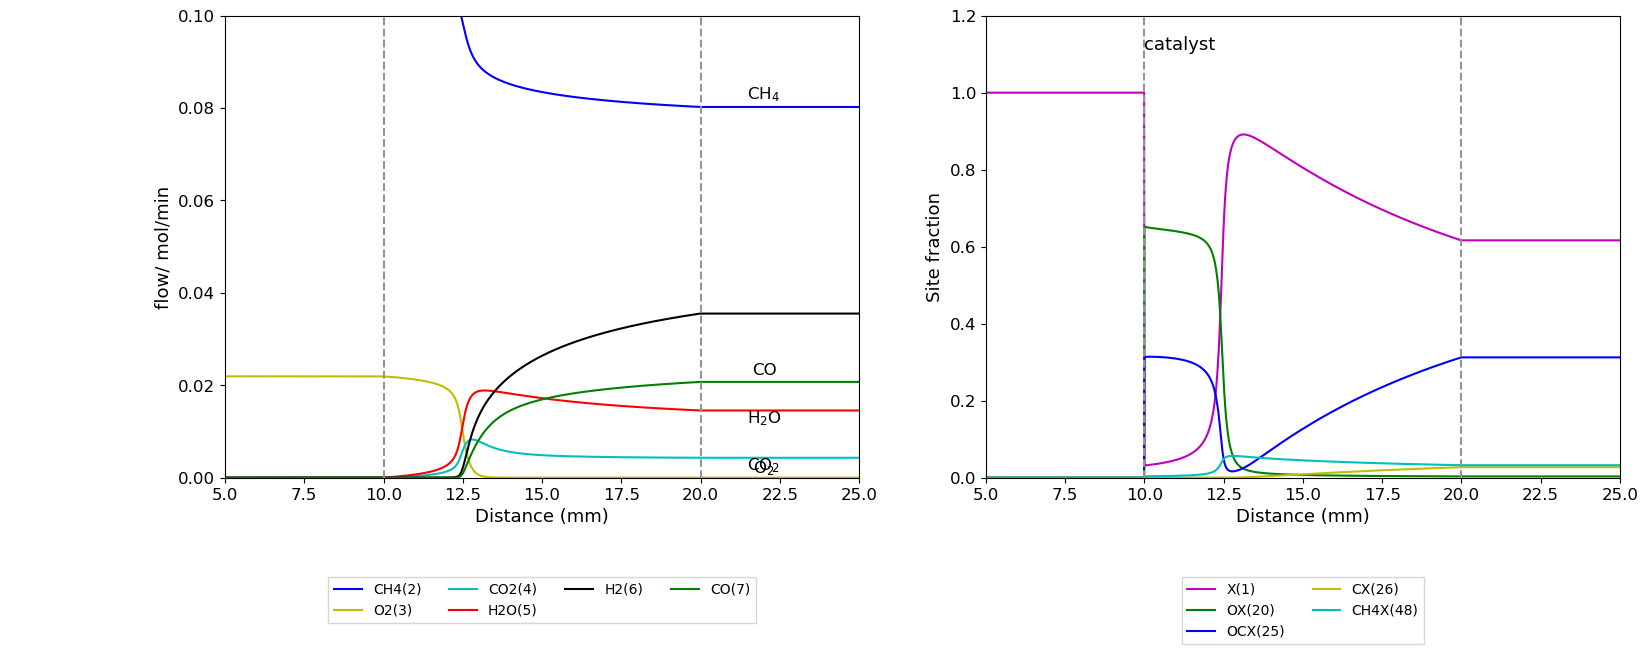 0.10
0.08
0.06
0.04
0.02
0.00
flow/ mol/min
CH₄
CO
H₂O
CO₂
O₂
5.0 7.5 10.0 12.5 15.0 17.5 20.0 22.5 25.0
Distance (mm)
CH4(2) CO2(4) H2(6) CO(7)
O2(3) H2O(5)
1.2
1.0
0.8
0.6
0.4
0.2
0.0
Site fraction
catalyst
5.0 7.5 10.0 12.5 15.0 17.5 20.0 22.5 25.0
Distance (mm)
X(1) CX(26)
OX(20) CH4X(48)
OCX(25)